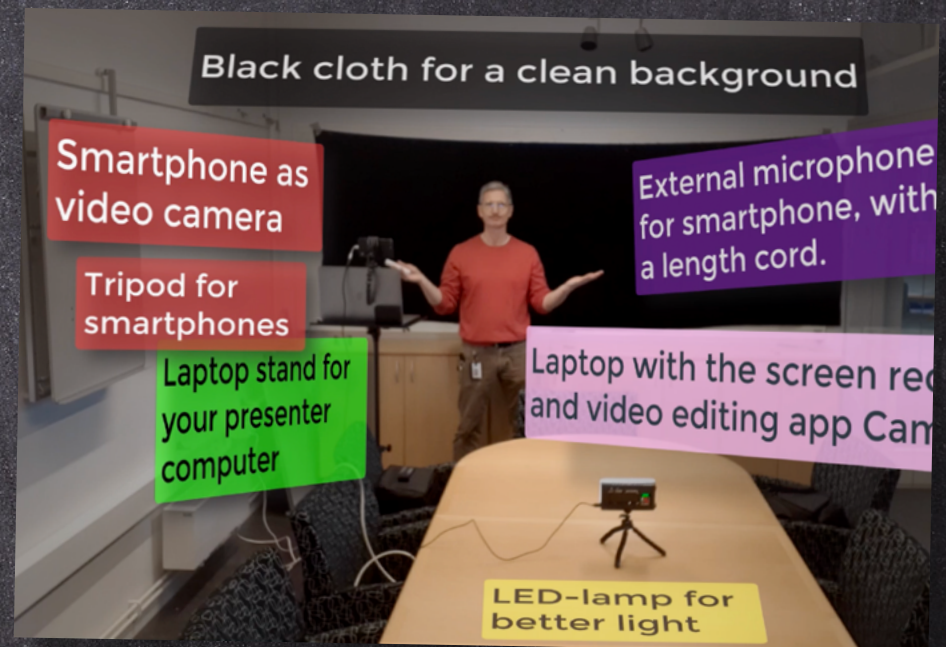 Black cloth for a clean background
Smartphone as
video camera
External microphone
for smartphone, with
a length cord.
Tripod for
smartphones
Laptop stand for
your presenter
computer
Laptop with the screen
and video editing app
LED-lamp for
better light